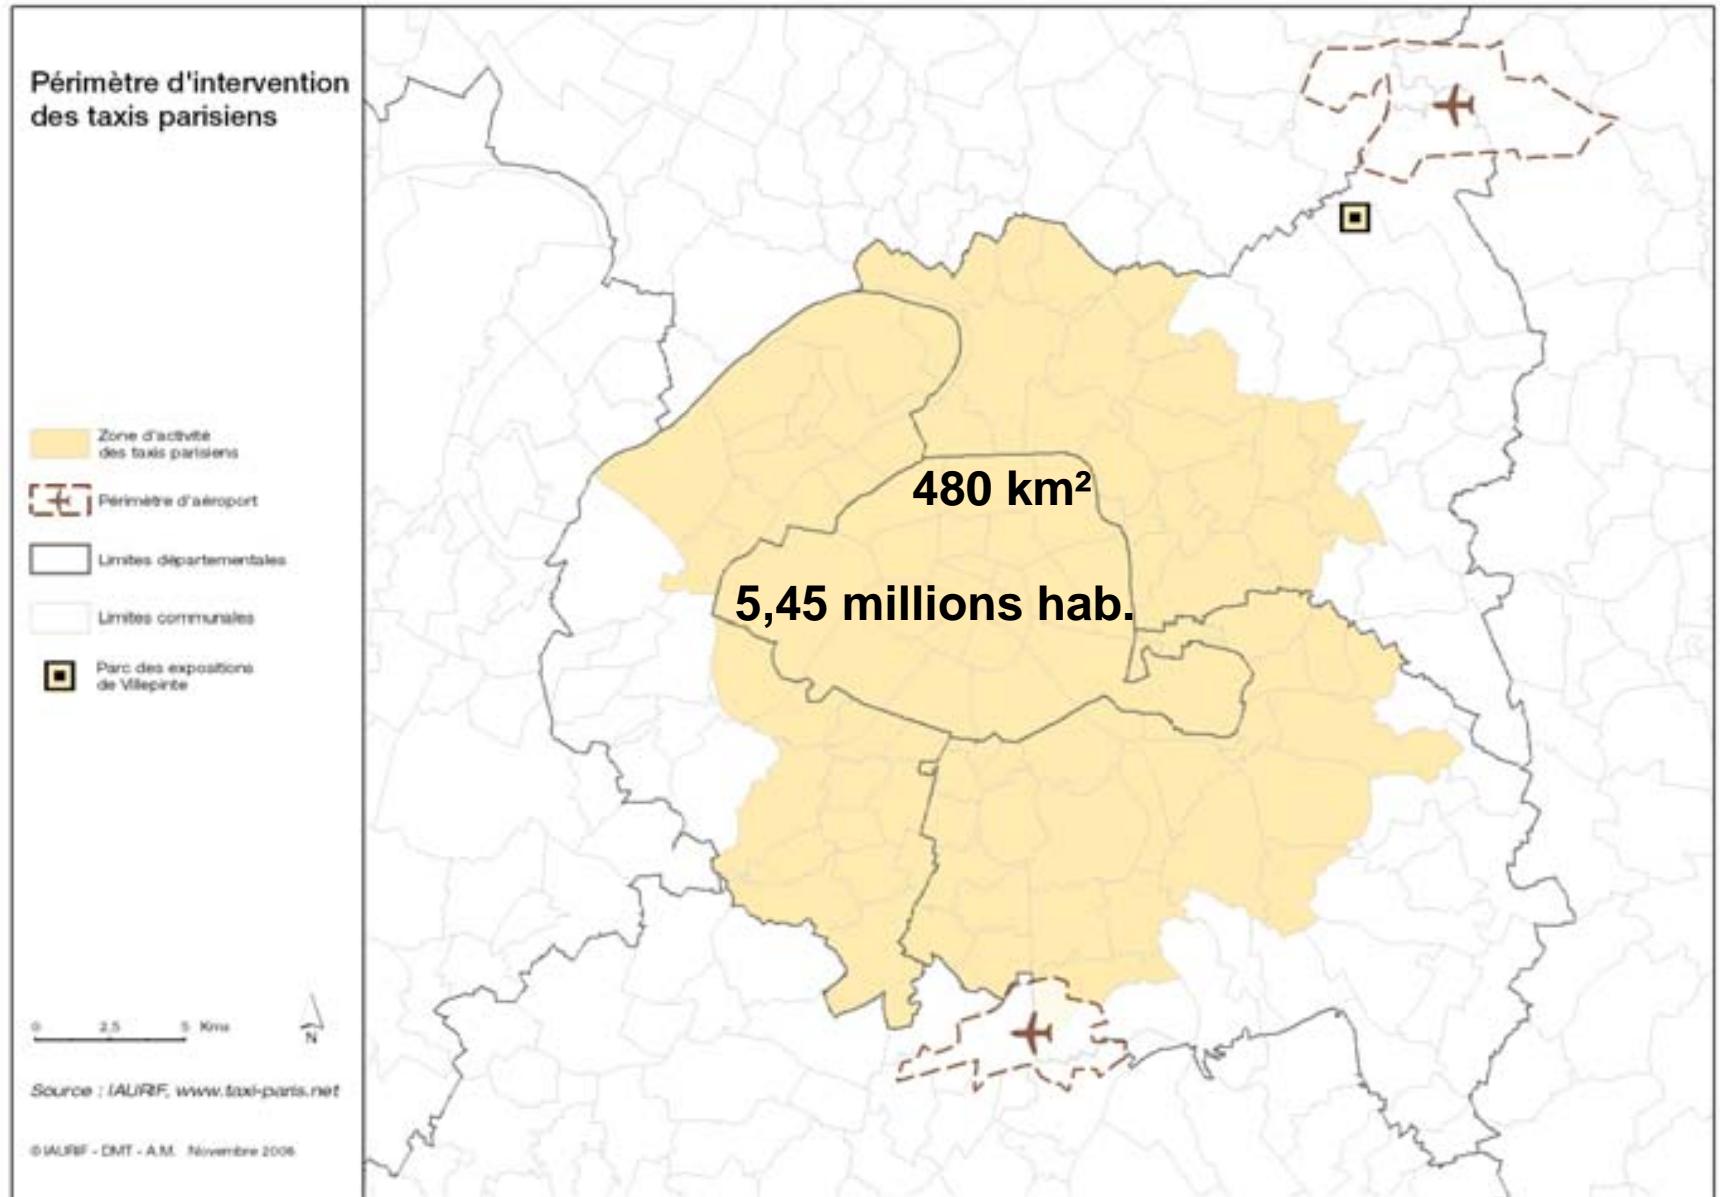 Périmètre d'intervention
des taxis parisiens
Zone d'activité
des taxis parisiens
Périmètre d'aéroport
Limites départementales
Limites communales
Parc des expositions
de Villepinte
0 2,5 5 Kms
N
Source : IAURIF, www.taxi-paris.net
© IAURIF - DMT - A.M. Novembre 2006
480 km²
5,45 millions hab.